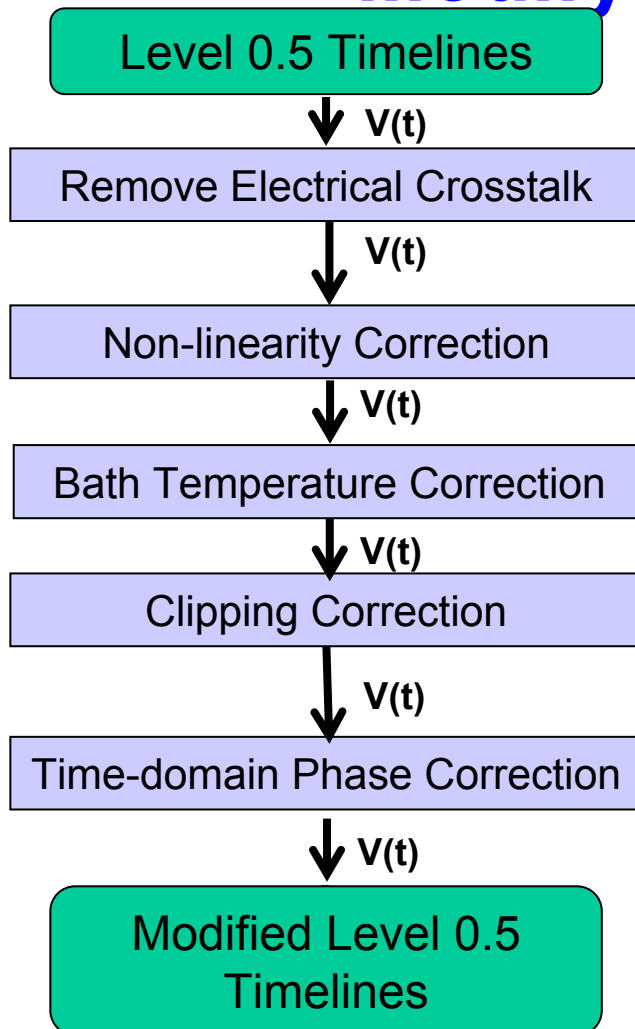 Level 0.5 Timelines
V(t)
Remove Electrical Crosstalk
V(t)
Non-linearity Correction
V(t)
Bath Temperature Correction
V(t)
Clipping Correction
V(t)
Time-domain Phase Correction
V(t)
Modified Level 0.5
Timelines